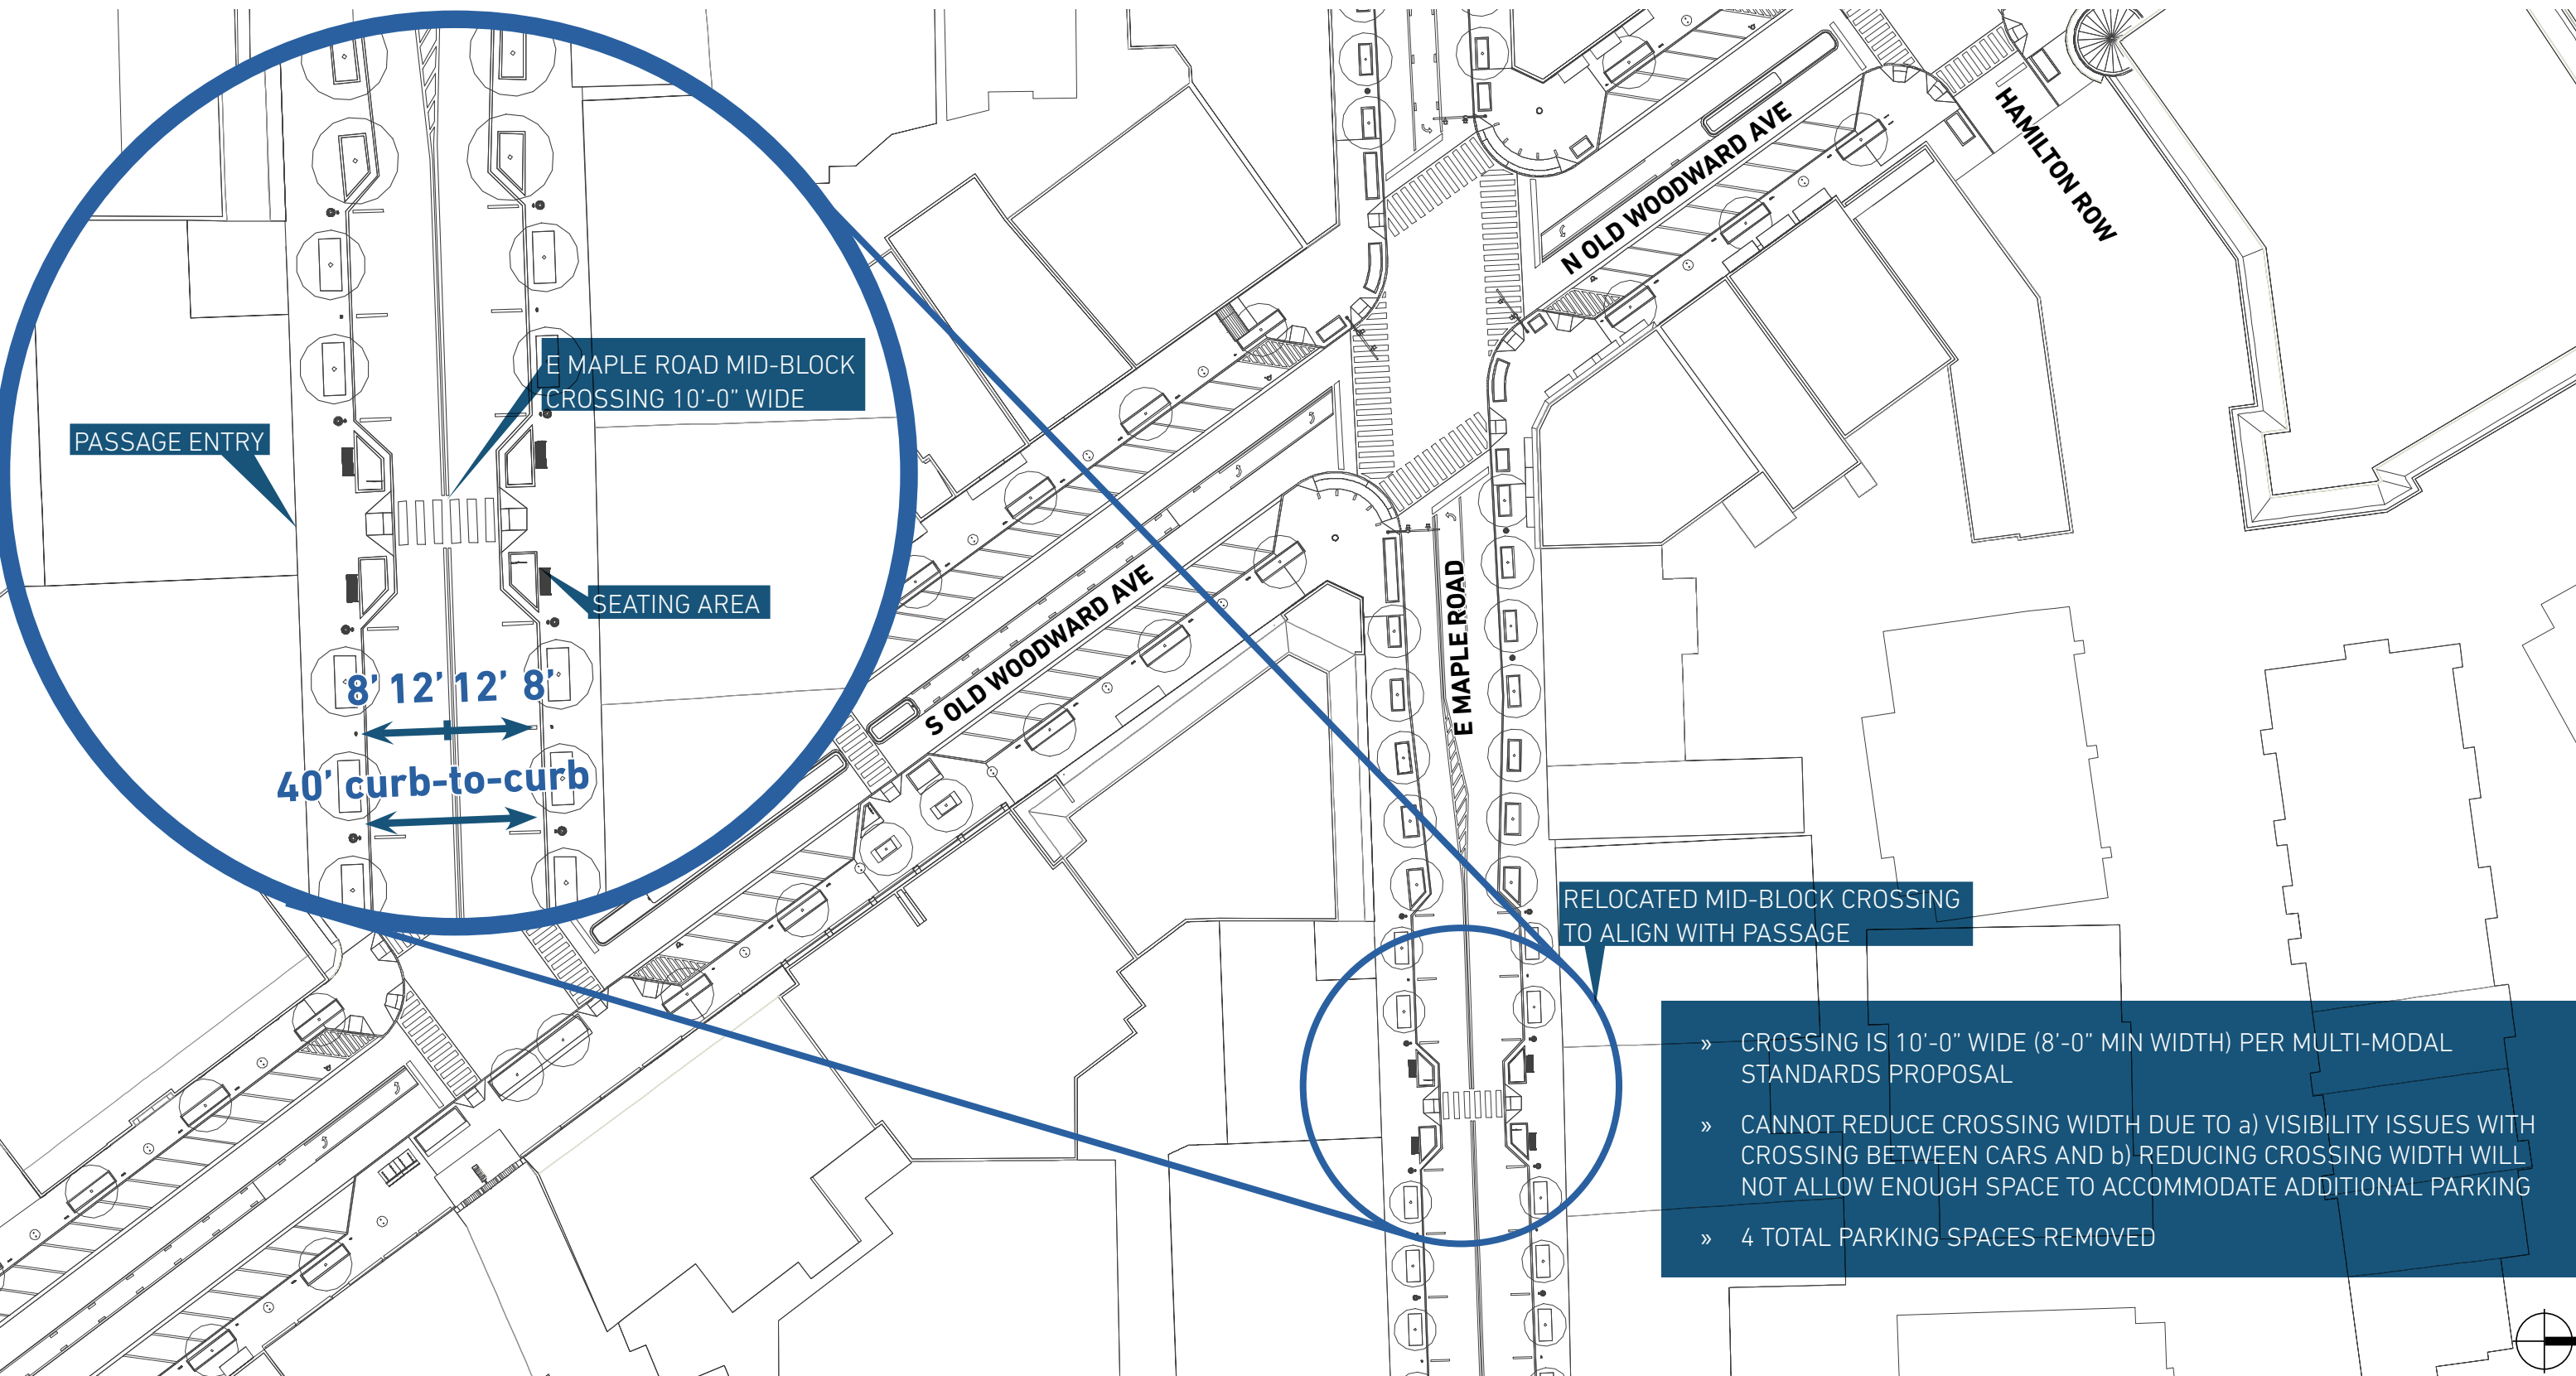 N OLD WOODWARD AVE
HAMILTON ROW
E MAPLE ROAD MID-BLOCK
CROSSING 10’-0” WIDE
PASSAGE ENTRY
SEATING AREA
8’ 12’ 12’ 8’
40’ curb-to-curb
S OLD WOODWARD AVE
E MAPLE ROAD
RELOCATED MID-BLOCK CROSSING
TO ALIGN WITH PASSAGE
» CROSSING IS 10’-0” WIDE (8’-0” MIN WIDTH) PER MULTI-MODAL
STANDARDS PROPOSAL
» CANNOT REDUCE CROSSING WIDTH DUE TO a) VISIBILITY ISSUES WITH
CROSSING BETWEEN CARS AND b) REDUCING CROSSING WIDTH WILL
NOT ALLOW ENOUGH SPACE TO ACCOMMODATE ADDITIONAL PARKING
» 4 TOTAL PARKING SPACES REMOVED